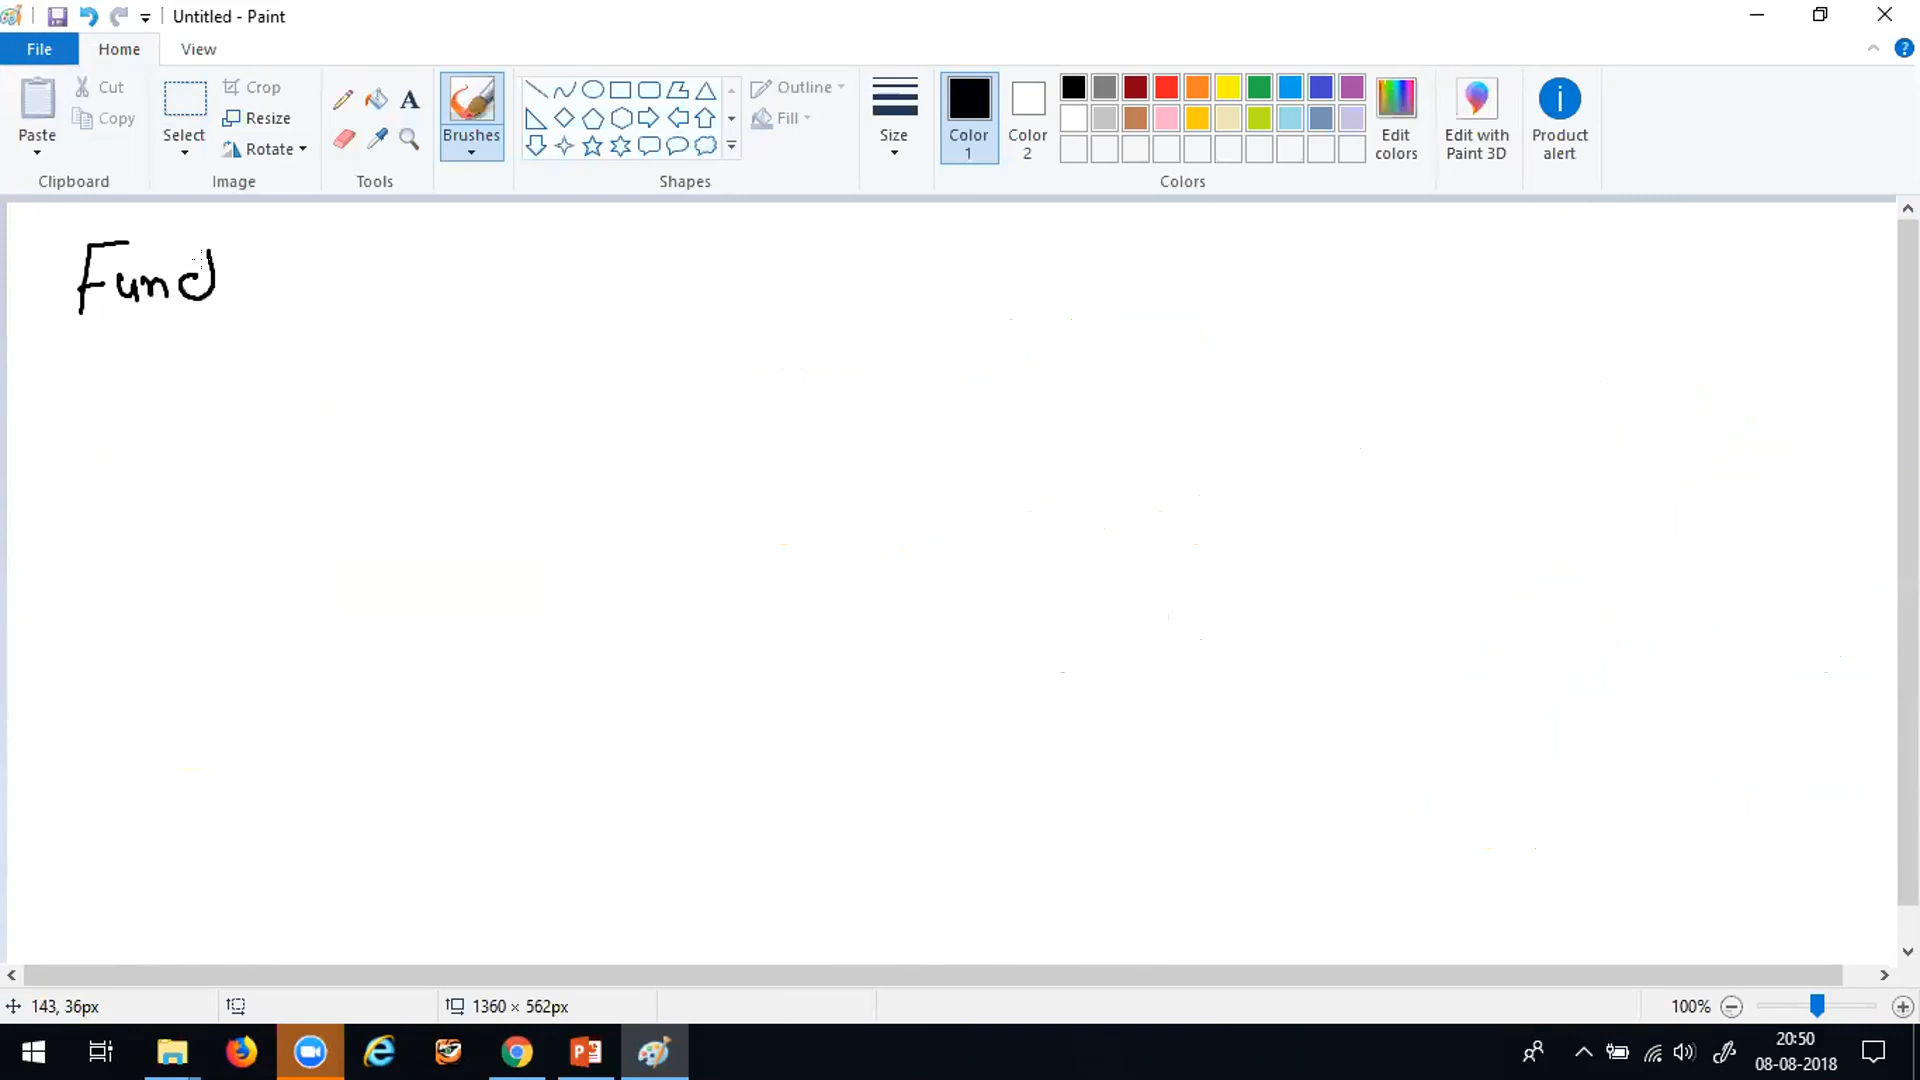 Untitled - Paint
File Home View
Paste
Cut
Copy
Clipboard
Select
Crop
Resize
Rotate
Image
Tools
Brushes
Shapes
Outline
Fill
Size
Color 1
Color 2
Colors
Edit colors
Edit with Paint 3D
Product alert
Fund
143, 36px
1360 × 562px
100%
20:50
08-08-2018